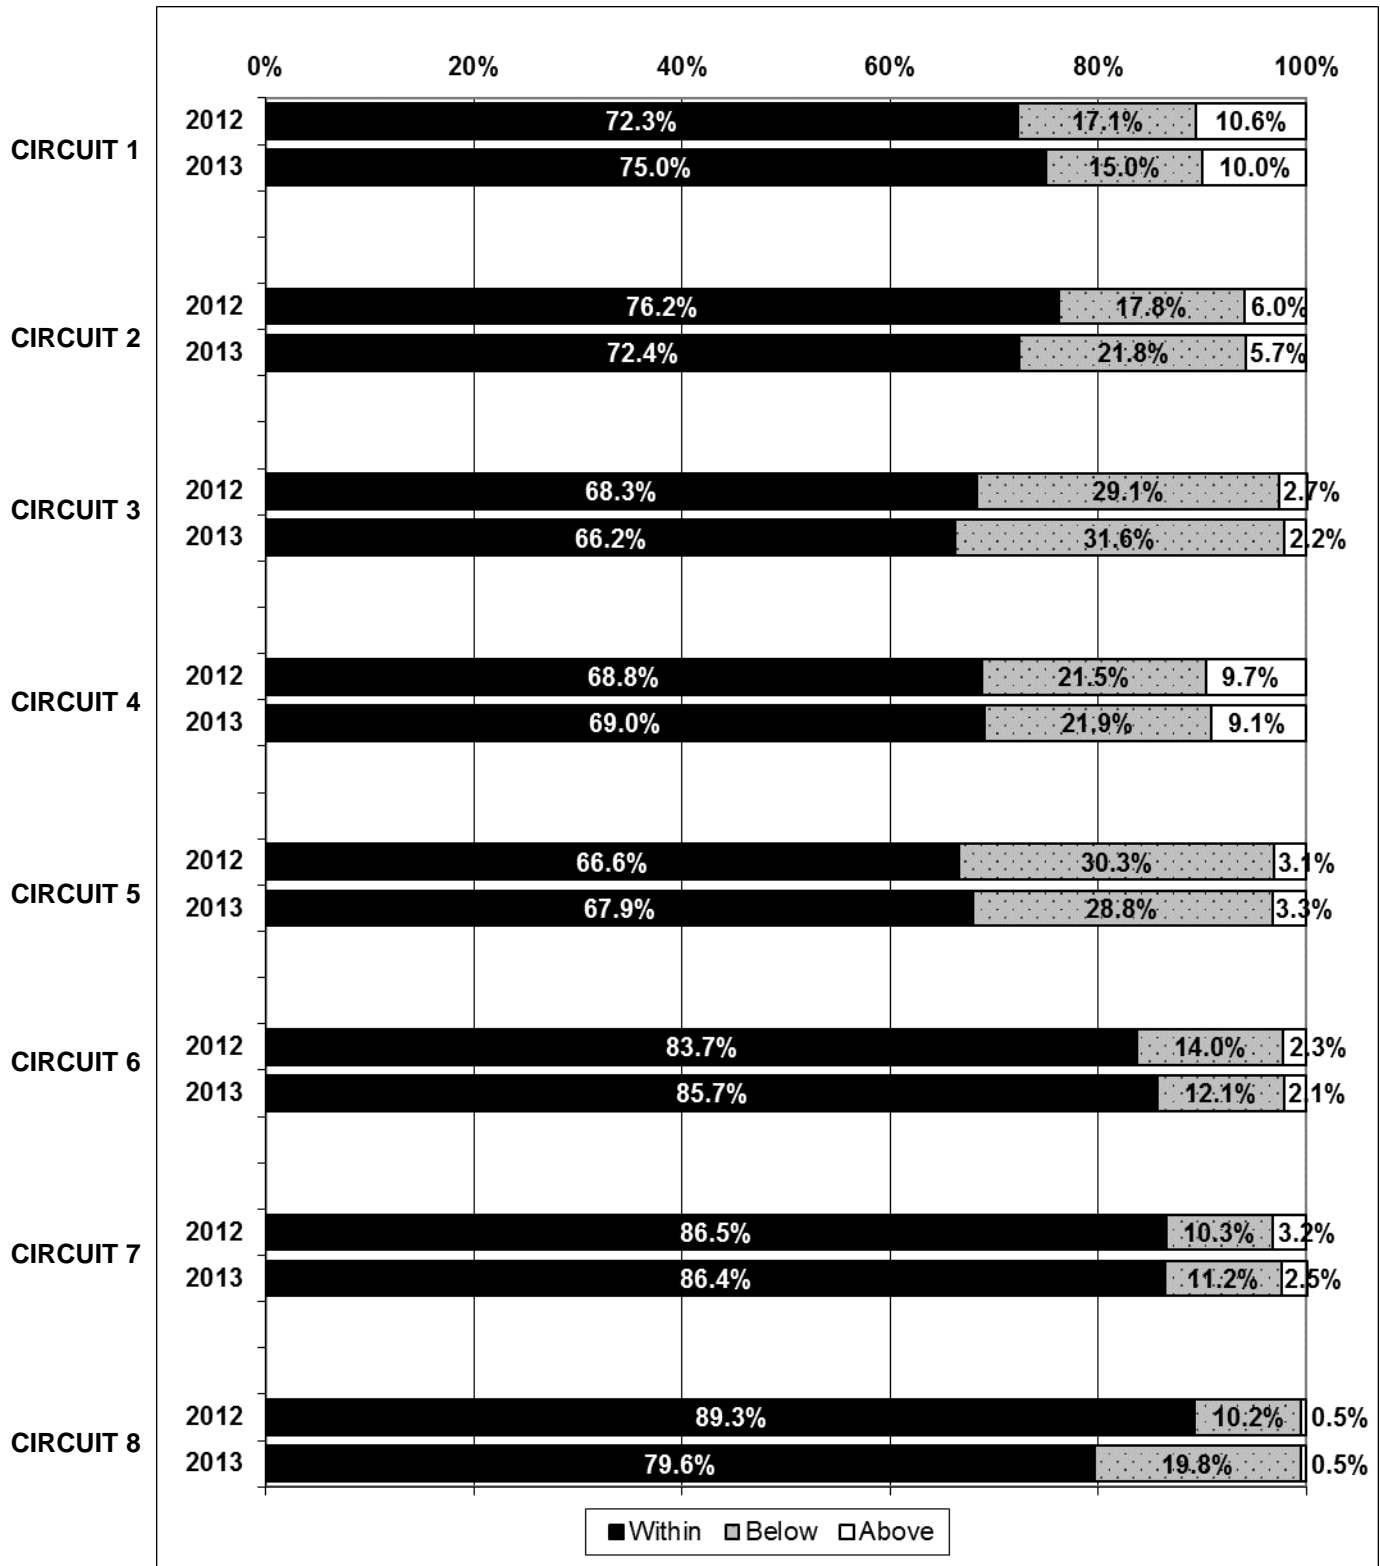 0% 20% 40% 60% 80% 100%
CIRCUIT 1
2012 72.3% 17.1% 10.6%
2013 75.0% 15.0% 10.0%
CIRCUIT 2
2012 76.2% 17.8% 6.0%
2013 72.4% 21.8% 5.7%
CIRCUIT 3
2012 68.3% 29.1% 2.7%
2013 66.2% 31.6% 2.2%
CIRCUIT 4
2012 68.8% 21.5% 9.7%
2013 69.0% 21.9% 9.1%
CIRCUIT 5
2012 66.6% 30.3% 3.1%
2013 67.9% 28.8% 3.3%
CIRCUIT 6
2012 83.7% 14.0% 2.3%
2013 85.7% 12.1% 2.1%
CIRCUIT 7
2012 86.5% 10.3% 3.2%
2013 86.4% 11.2% 2.5%
CIRCUIT 8
2012 89.3% 10.2% 0.5%
2013 79.6% 19.8% 0.5%
Within Below Above